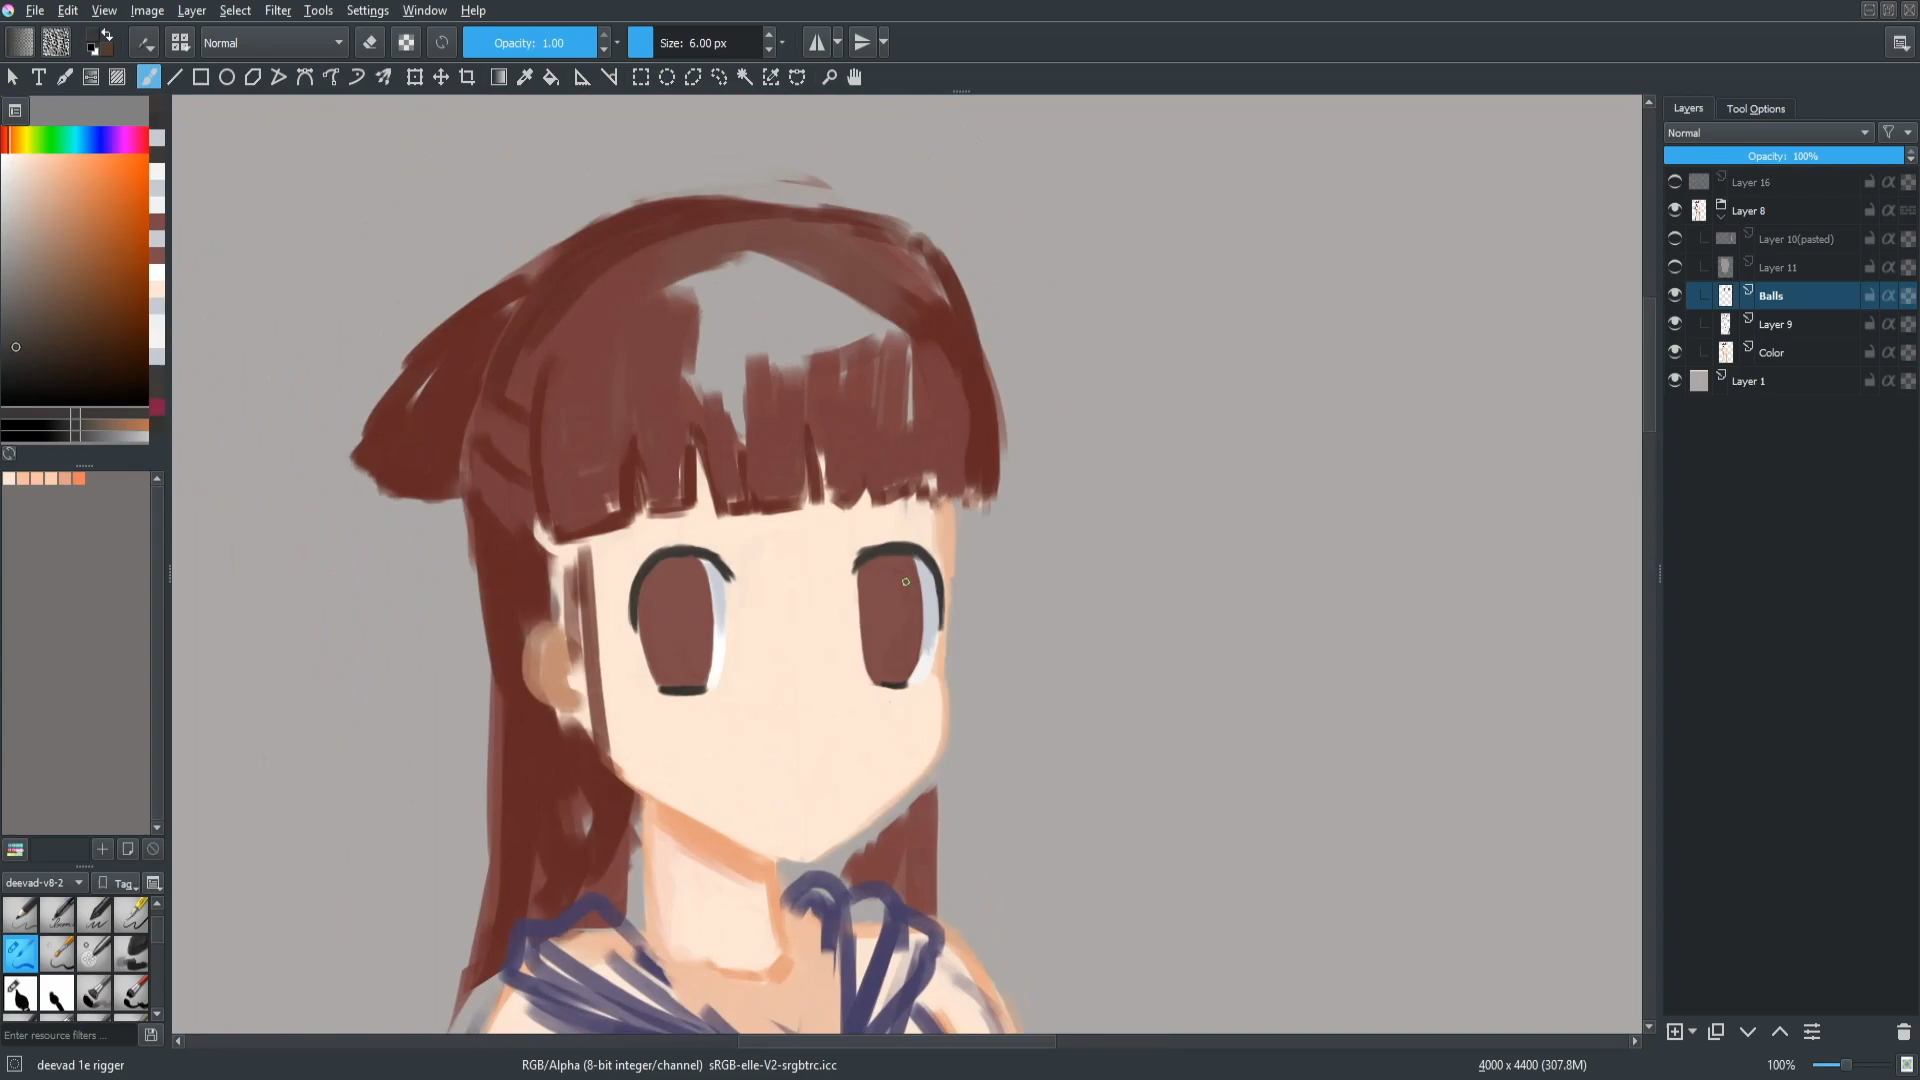 File Edit View Image Layer Select Filter Tools Settings Window Help
Normal
Opacity: 1.00
Size: 6.00 px
Layers
Tool Options
Normal
Opacity: 100%
Layer 16
Layer 8
Layer 10(pasted)
Layer 11
Balls
Layer 9
Color
Layer 1
deevad-v8-2
Tag
Enter resource filters ...
deevad 1e rigger
RGB/Alpha (8-bit integer/channel) sRGB-elle-V2-srgbtrc.icc
4000 x 4400 (307.8M)
100%